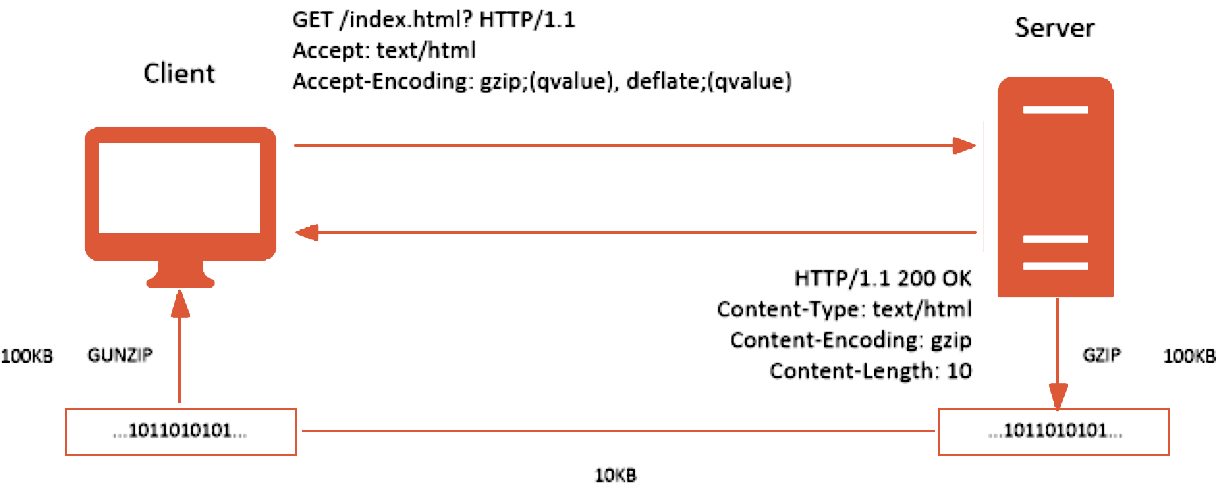 GET /index.html? HTTP/1.1
Accept: text/html
Accept-Encoding: gzip;(qvalue), deflate;(qvalue)
Client
Server
HTTP/1.1 200 OK
Content-Type: text/html
Content-Encoding: gzip
Content-Length: 10
100KB
GUNZIP
GZIP
100KB
...1011010101...
...1011010101...
10KB